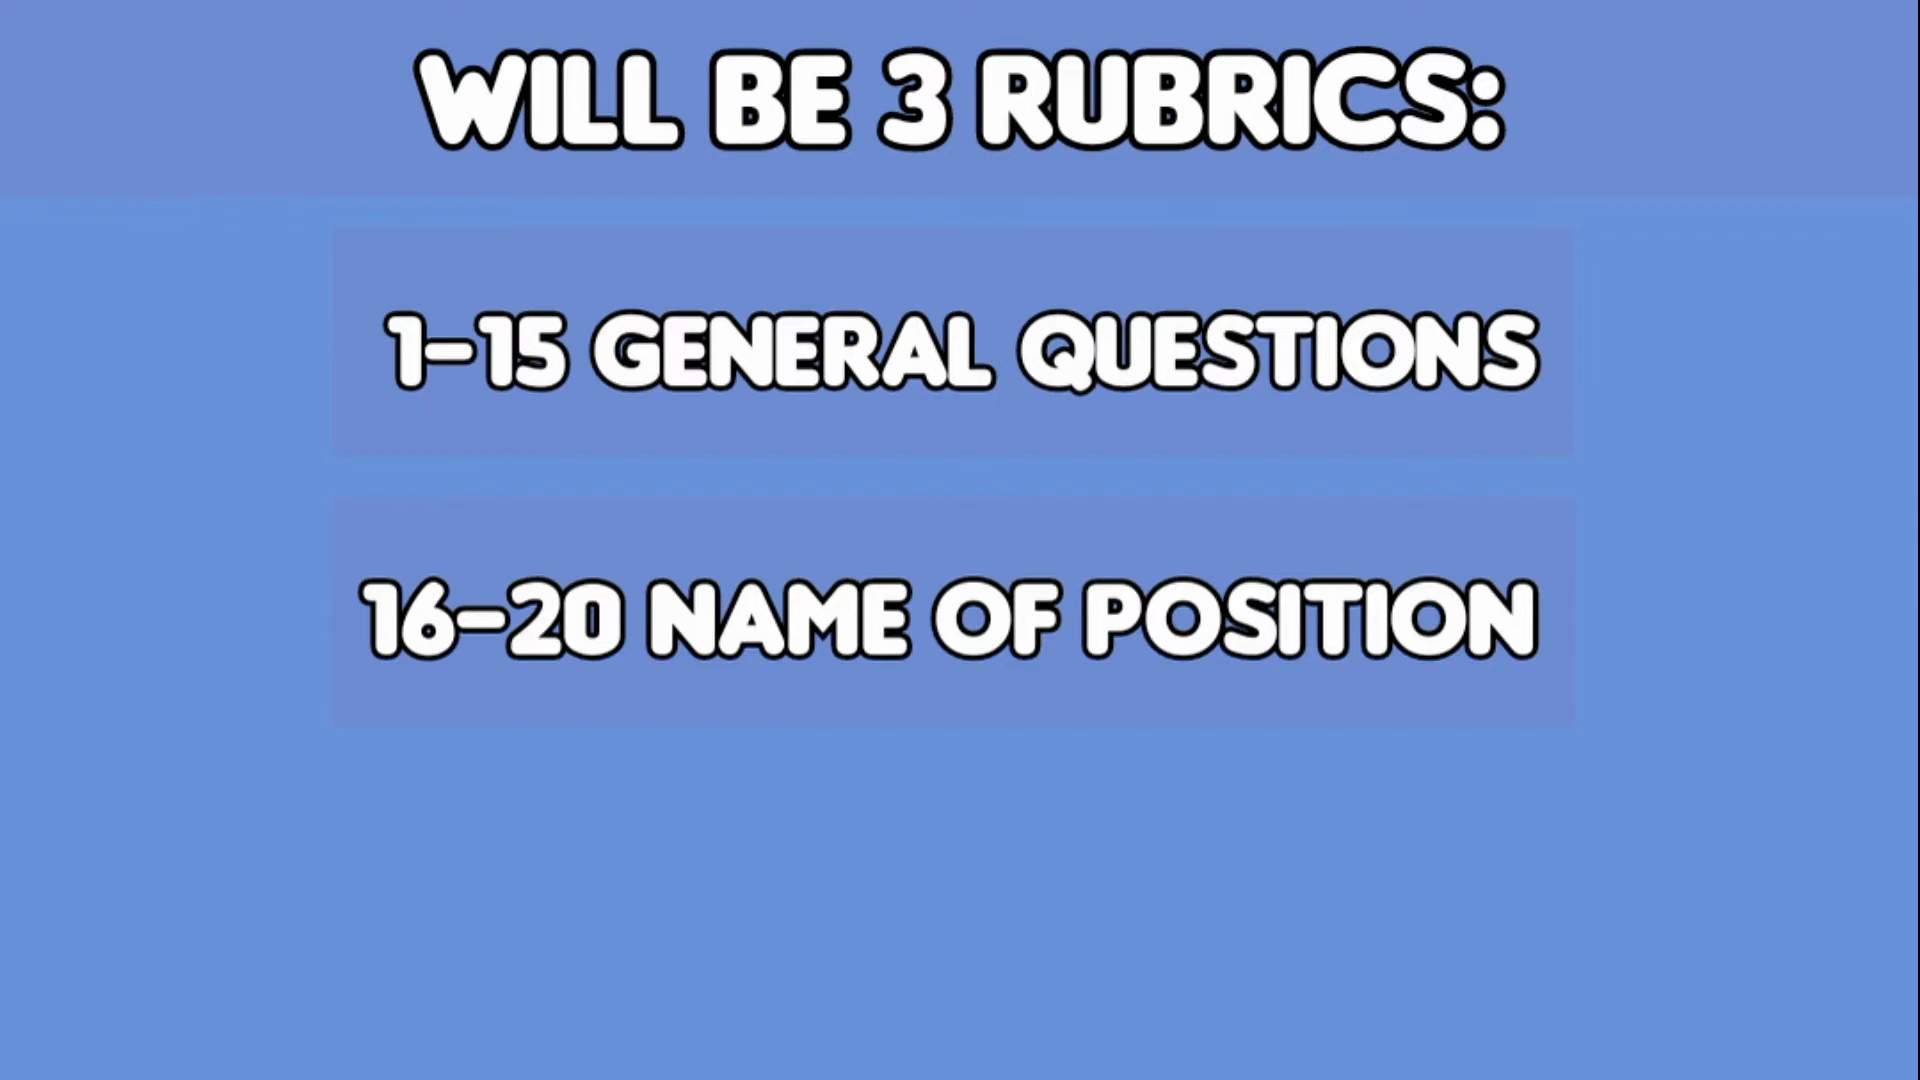 WILL BE 3 RUBRICS:
1-15 GENERAL QUESTIONS
16-20 NAME OF POSITION